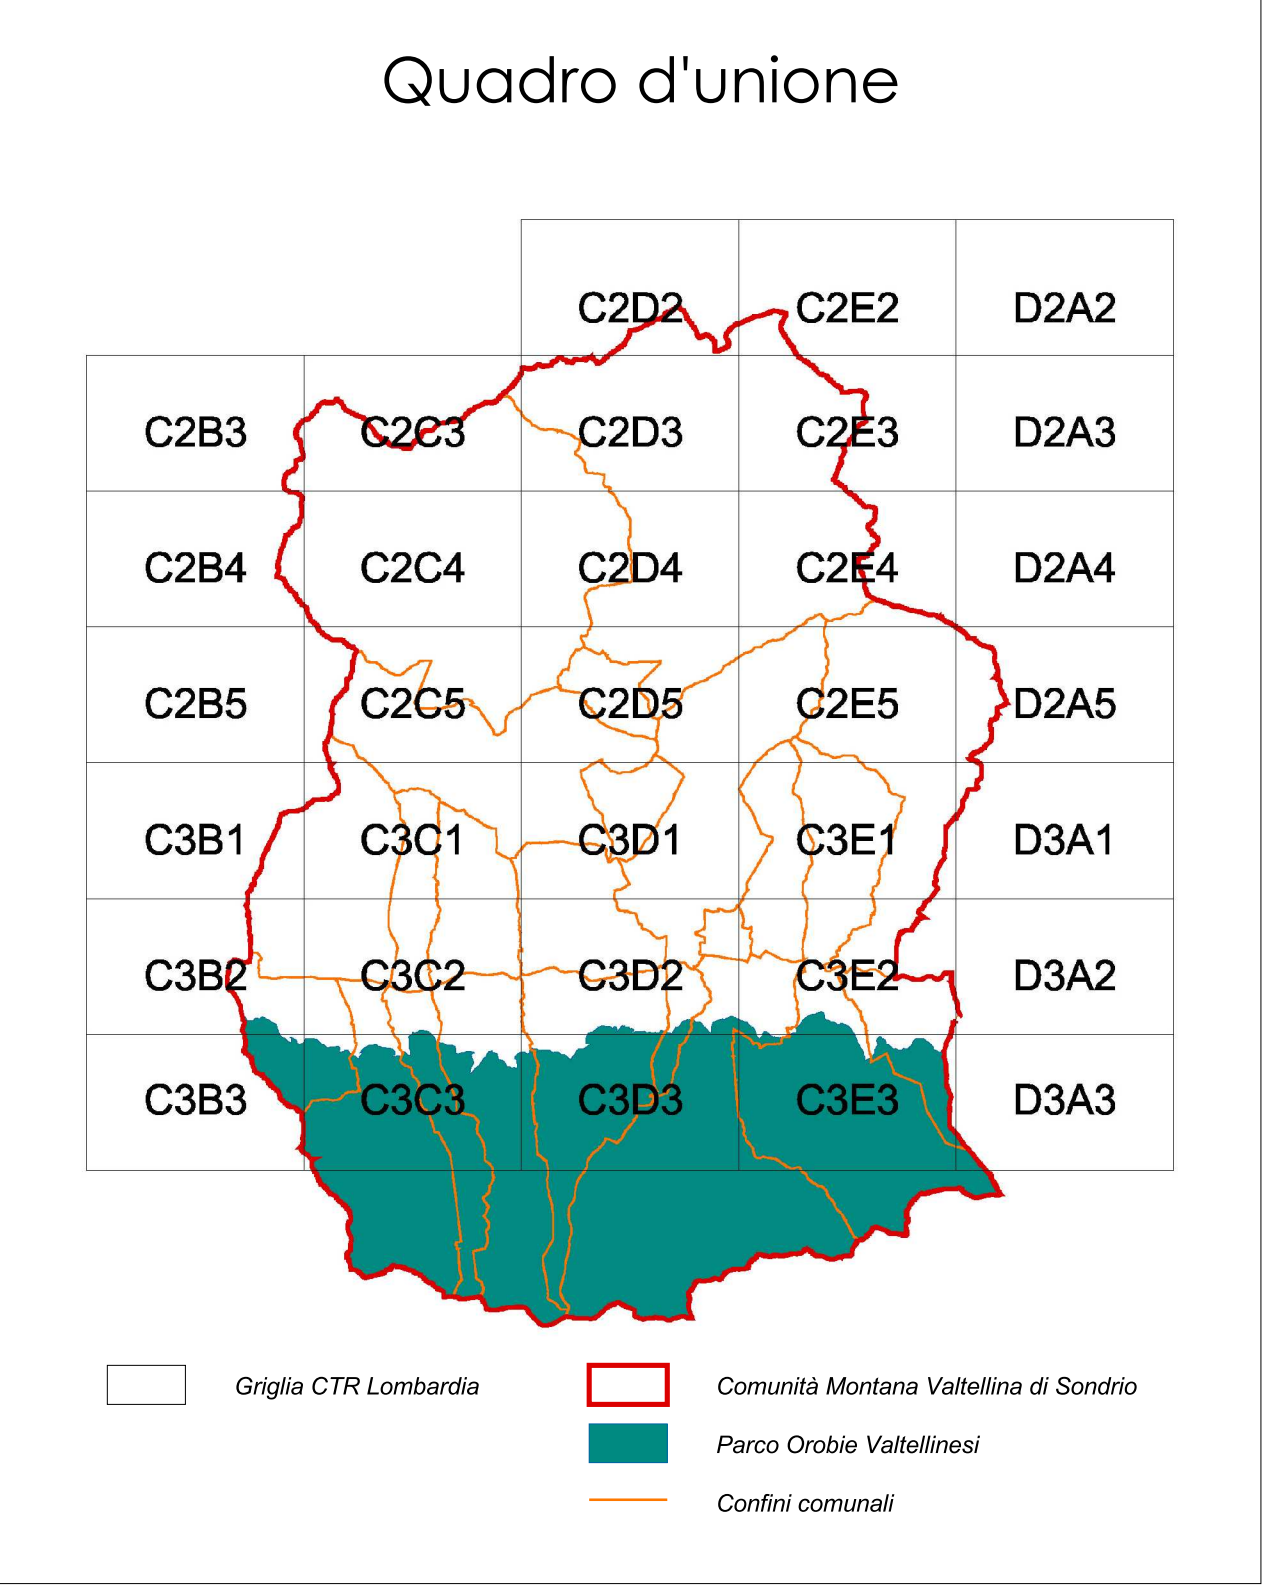 Quadro d'unione
C2D2 C2E2 D2A2
C2B3 C2C3 C2D3 C2E3 D2A3
C2B4 C2C4 C2D4 C2E4 D2A4
C2B5 C2C5 C2D5 C2E5 D2A5
C3B1 C3C1 C3D1 C3E1 D3A1
C3B2 C3C2 C3D2 C3E2 D3A2
C3B3 C3C3 C3D3 C3E3 D3A3
Griglia CTR Lombardia
Comunità Montana Valtellina di Sondrio
Parco Orobie Valtellinesi
Confini comunali